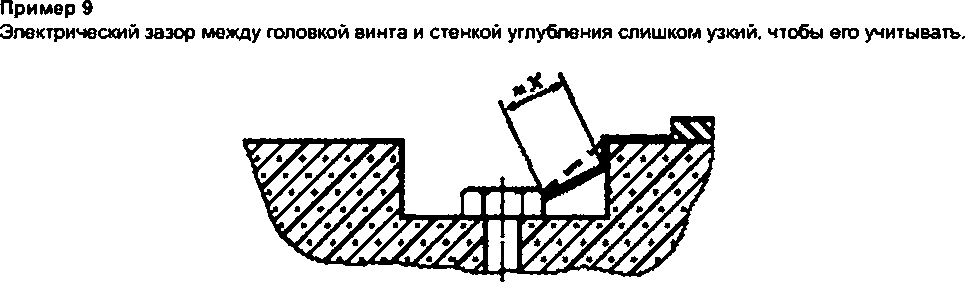 Пример 9
Электрический зазор между головкой винта и стенкой углубления слишком узкий, чтобы его учитывать.
= X